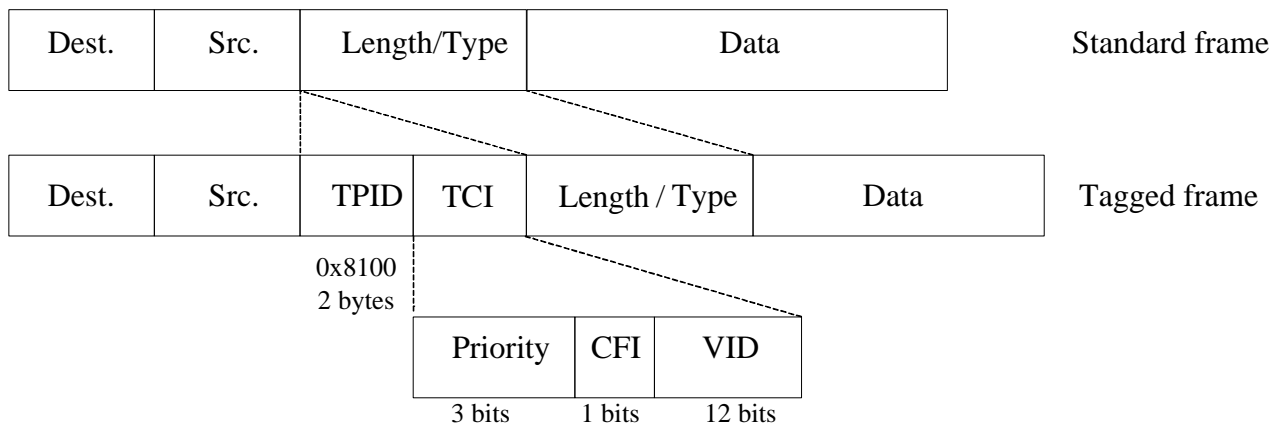 Dest. Src. Length/Type Data Standard frame
Dest. Src. TPID TCI Length / Type Data Tagged frame
0x8100
2 bytes
Priority CFI VID
3 bits 1 bits 12 bits